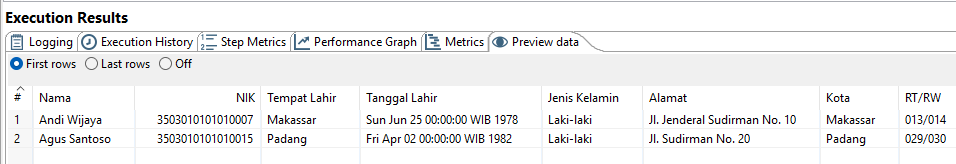 Execution Results
Logging Execution History Step Metrics Performance Graph Metrics Preview data
First rows Last rows Off
# Nama NIK Tempat Lahir Tanggal Lahir Jenis Kelamin Alamat Kota RT/RW
1 Andi Wijaya 3503010101010007 Makassar Sun Jun 25 00:00:00 WIB 1978 Laki-laki Jl. Jenderal Sudirman No. 10 Makassar 013/014
2 Agus Santoso 3503010101010015 Padang Fri Apr 02 00:00:00 WIB 1982 Laki-laki Jl. Sudirman No. 20 Padang 029/030